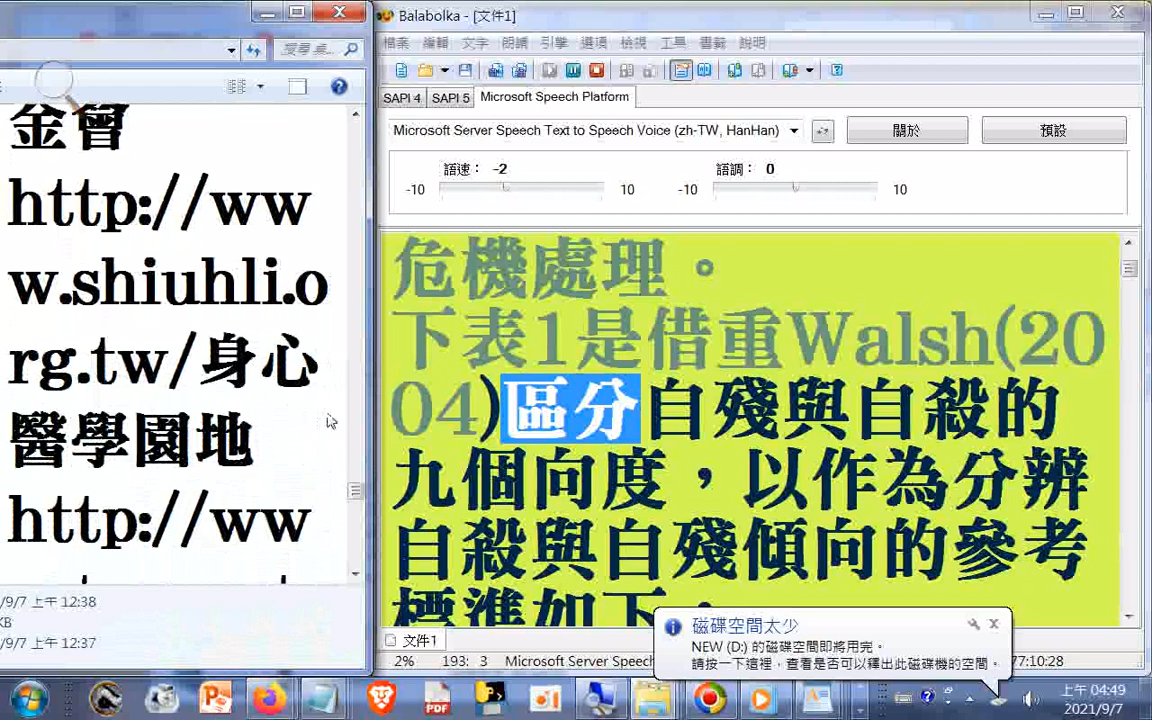 搜尋桌...
金會
http://ww
w.shiuhli.o
rg.tw/身心
醫學園地
http://ww
/9/7 上午 12:38
KB
/9/7 上午 12:37
Balabolka - [文件1]
檔案 編輯 文字 朗誦 引擎 選項 檢視 工具 書籤 說明
SAPI 4 SAPI 5 Microsoft Speech Platform
Microsoft Server Speech Text to Speech Voice (zh-TW, HanHan) 關於 預設
語速： -2 語調： 0
-10 10 -10 10
危機處理。
下表1是借重Walsh(20
04)區分自殘與自殺的
九個向度，以作為分辨
自殺與自殘傾向的參考
標準如下：
文件1
2% 193: 3 Microsoft Server Speech 77:10:28
磁碟空間太少
NEW (D:) 的磁碟空間即將用完。
請按一下這裡，查看是否可以釋出此磁碟機的空間。
PDF
上午 04:49
2021/9/7